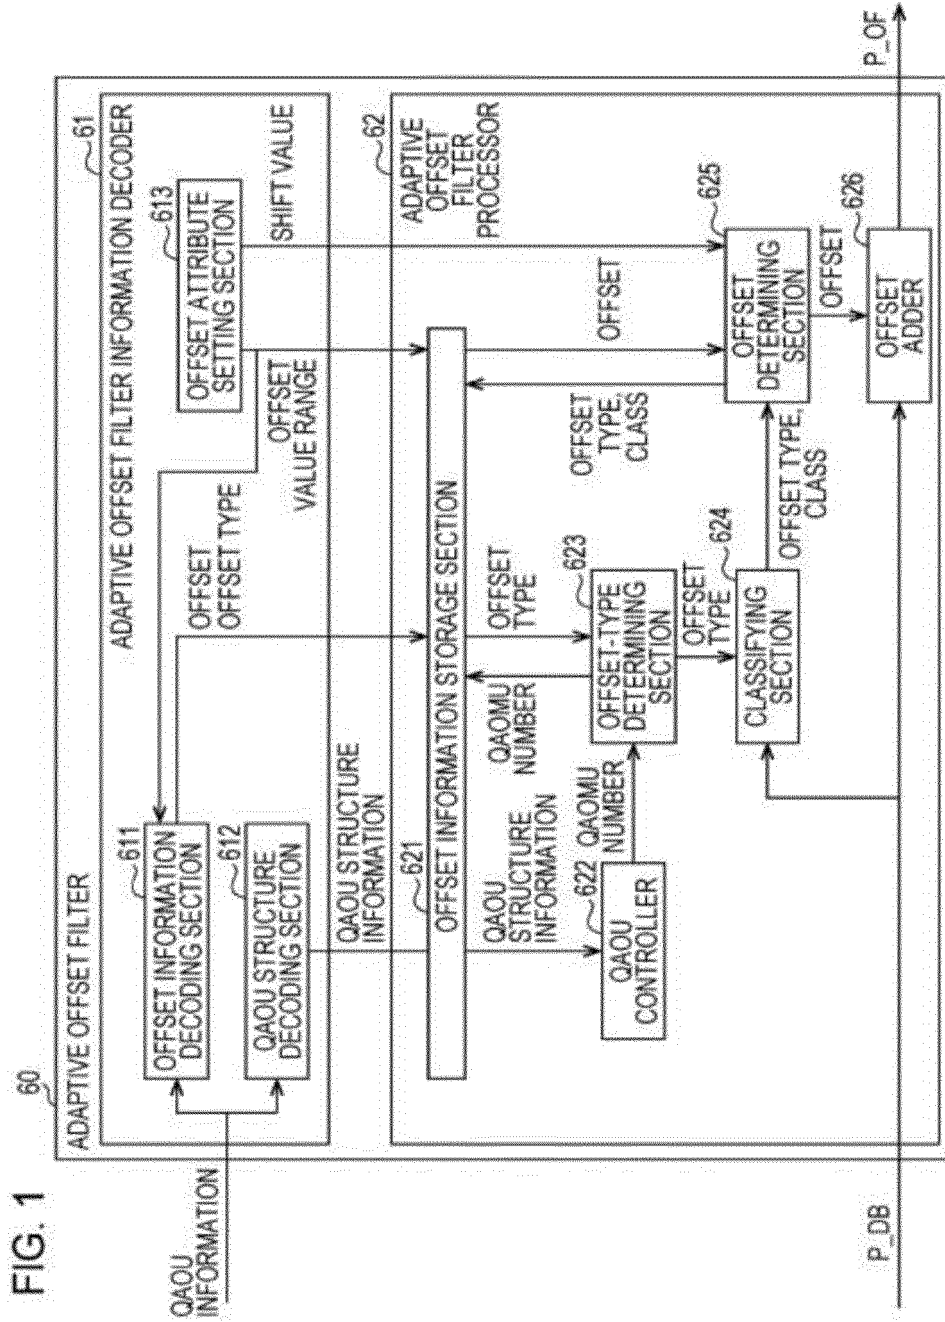 FIG. 1
60
ADAPTIVE OFFSET FILTER
61
ADAPTIVE OFFSET FILTER INFORMATION DECODER
QAOU
INFORMATION
611
OFFSET INFORMATION
DECODING SECTION
612
QAOU STRUCTURE
DECODING SECTION
613
OFFSET ATTRIBUTE
SETTING SECTION
OFFSET
OFFSET TYPE
OFFSET
VALUE RANGE
SHIFT VALUE
QAOU STRUCTURE
INFORMATION
62
ADAPTIVE
OFFSET
FILTER
PROCESSOR
621
OFFSET INFORMATION STORAGE SECTION
QAOU
STRUCTURE
INFORMATION
QAOMU
NUMBER
OFFSET
TYPE
OFFSET
TYPE,
CLASS
OFFSET
622
QAOU
CONTROLLER
QAOMU
NUMBER
623
OFFSET-TYPE
DETERMINING
SECTION
OFFSET
TYPE
624
CLASSIFYING
SECTION
OFFSET TYPE,
CLASS
625
OFFSET
DETERMINING
SECTION
OFFSET
626
OFFSET
ADDER
P_DB
P_OF